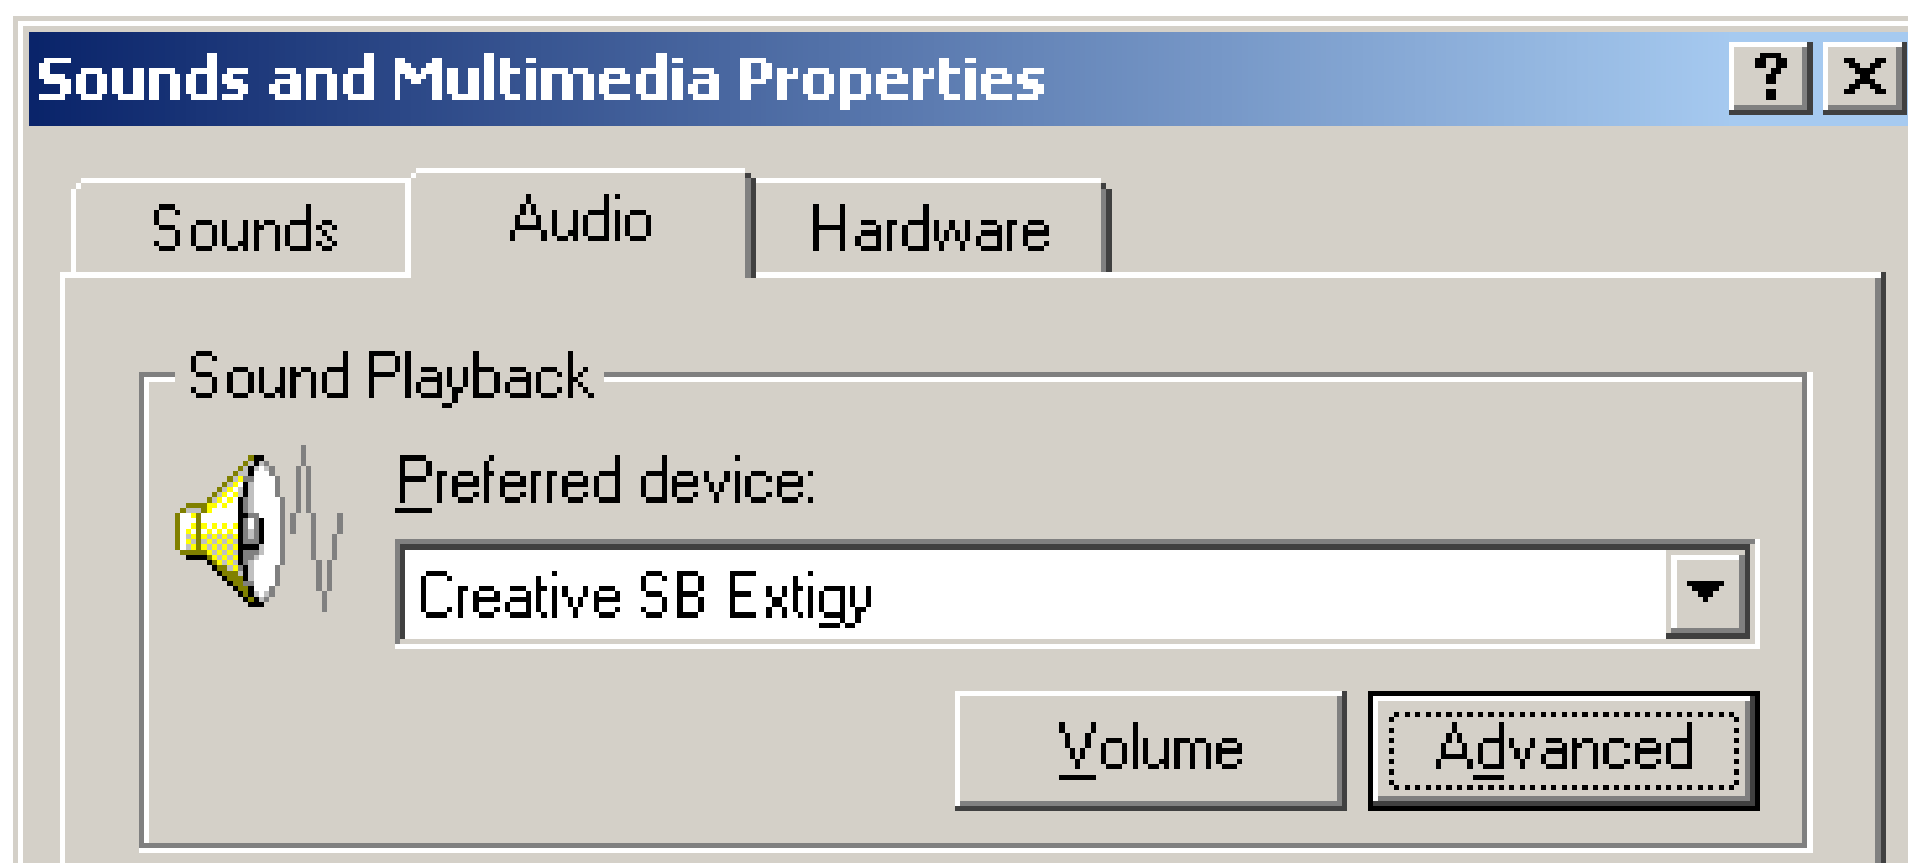 Sounds and Multimedia Properties ? X
Sounds Audio Hardware
Sound Playback
Preferred device:
Creative SB Extigy
Volume Advanced